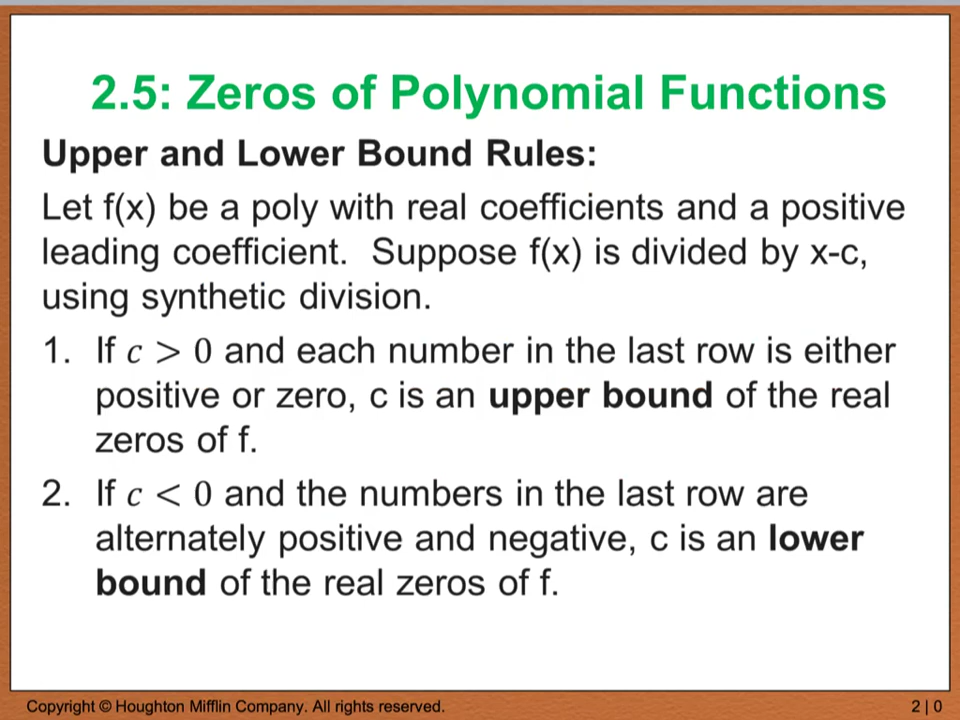 2.5: Zeros of Polynomial Functions
Upper and Lower Bound Rules:
Let f(x) be a poly with real coefficients and a positive
leading coefficient.  Suppose f(x) is divided by x-c,
using synthetic division.
1. If c > 0 and each number in the last row is either
positive or zero, c is an upper bound of the real
zeros of f.
2. If c < 0 and the numbers in the last row are
alternately positive and negative, c is an lower
bound of the real zeros of f.
Copyright © Houghton Mifflin Company. All rights reserved.
2 | 0